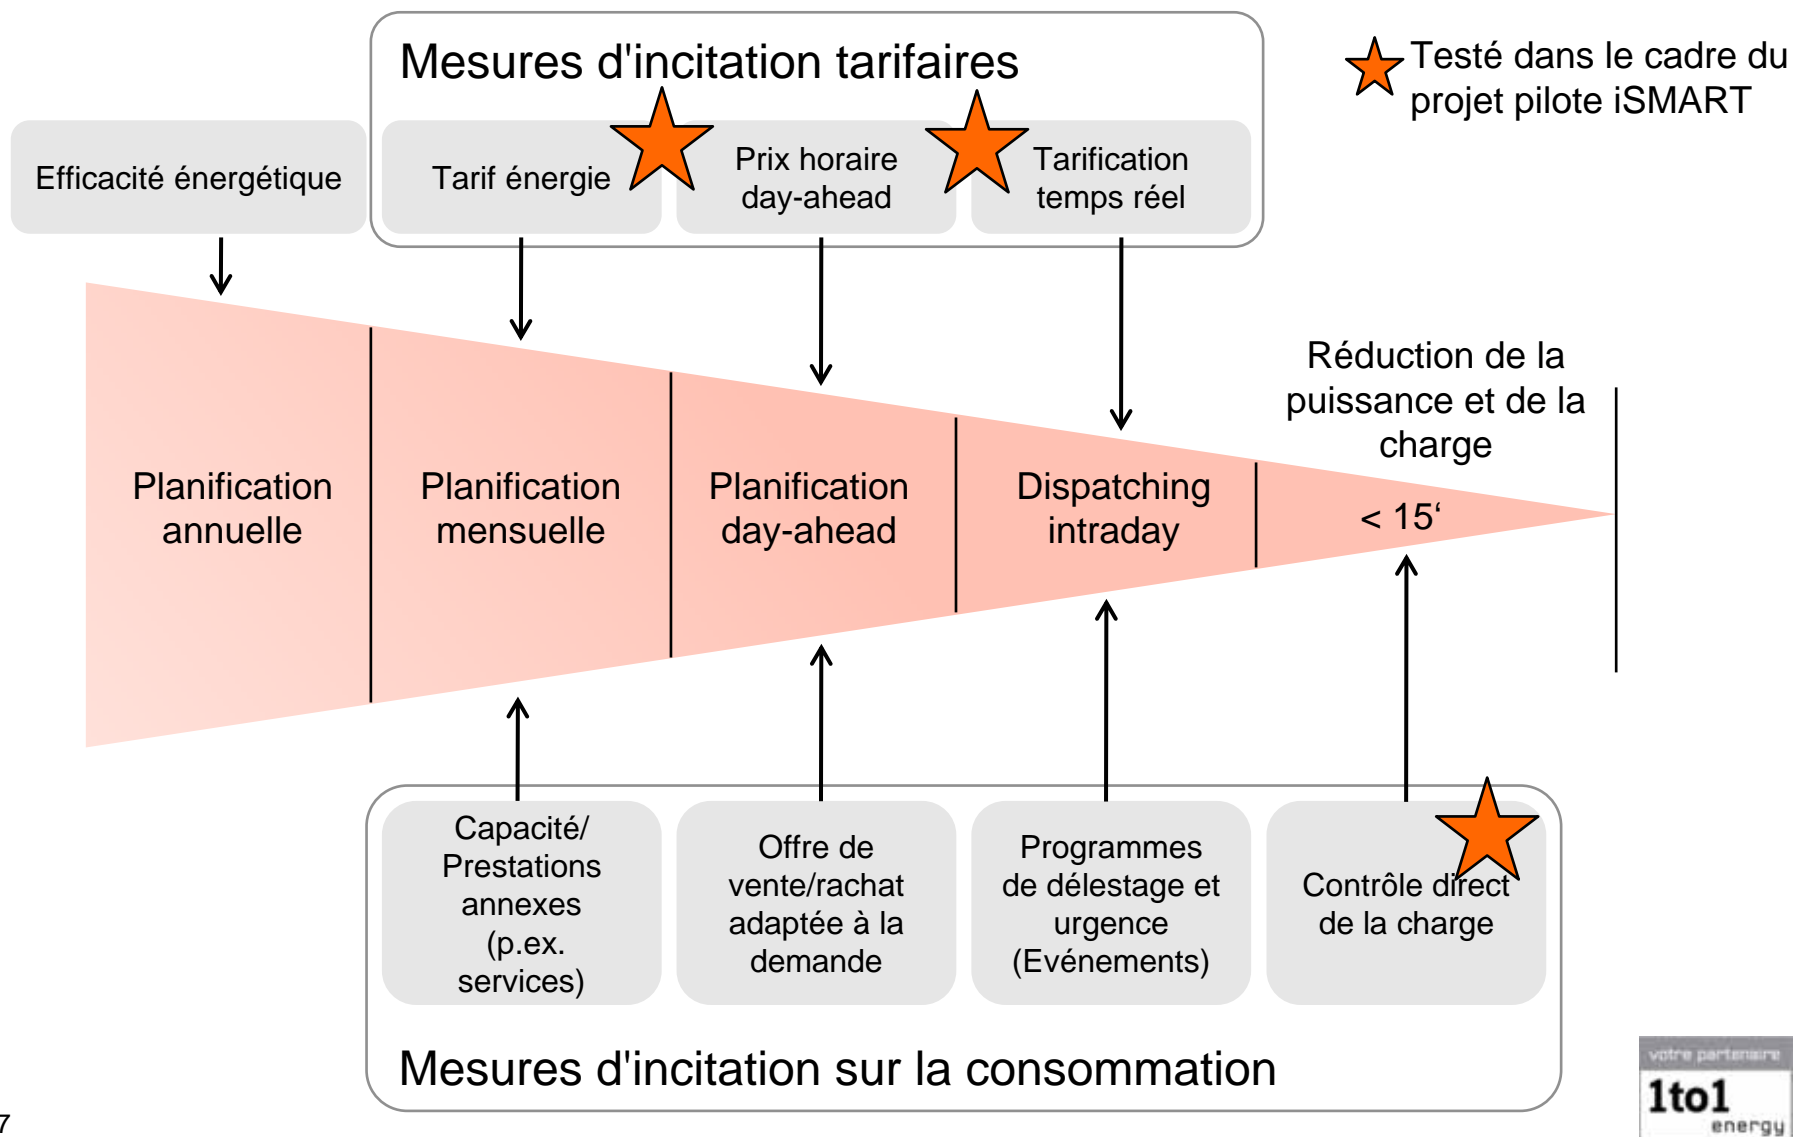 Mesures d'incitation tarifaires
Testé dans le cadre du
projet pilote iSMART
Efficacité énergétique
Tarif énergie
Prix horaire
day-ahead
Tarification
temps réel
Réduction de la
puissance et de la
charge
Planification
annuelle
Planification
mensuelle
Planification
day-ahead
Dispatching
intraday
< 15‘
Capacité/
Prestations
annexes
(p.ex.
services)
Offre de
vente/rachat
adaptée à la
demande
Programmes
de délestage et
urgence
(Evénements)
Contrôle direct
de la charge
Mesures d'incitation sur la consommation
votre partenaire
1to1
energy
7